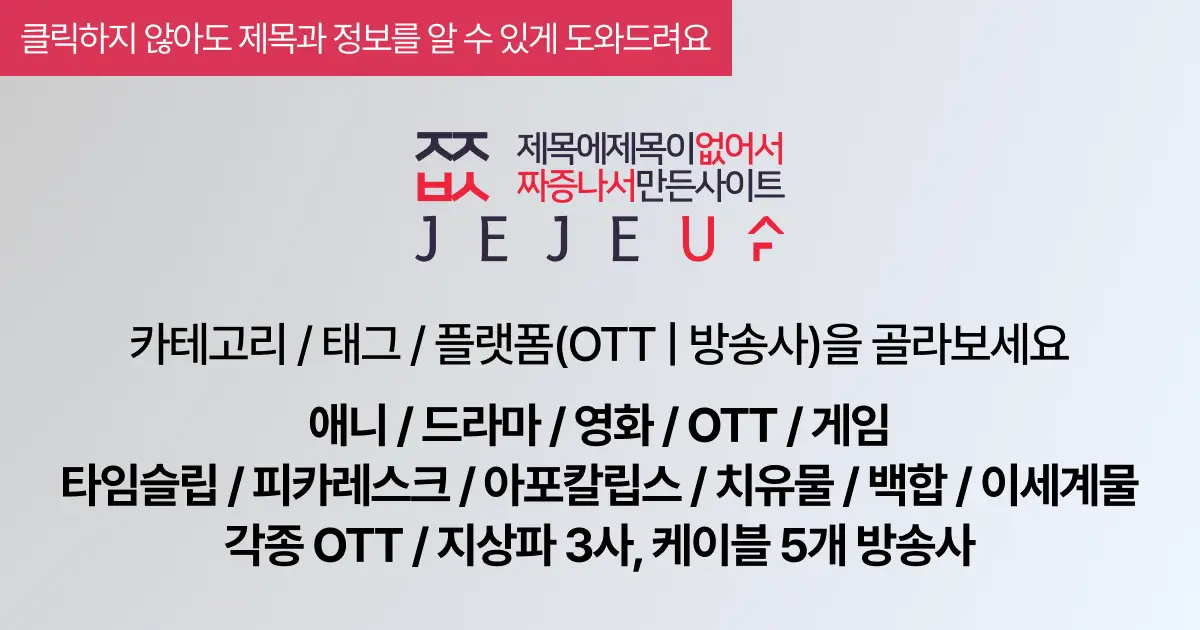 클릭하지 않아도 제목과 정보를 알 수 있게 도와드려요
제목에제목이없어서
짜증나서만든사이트
JEJEU
카테고리 / 태그 / 플랫폼(OTT | 방송사)을 골라보세요
애니 / 드라마 / 영화 / OTT / 게임
타임슬립 / 피카레스크 / 아포칼립스 / 치유물 / 백합 / 이세계물
각종 OTT / 지상파 3사, 케이블 5개 방송사